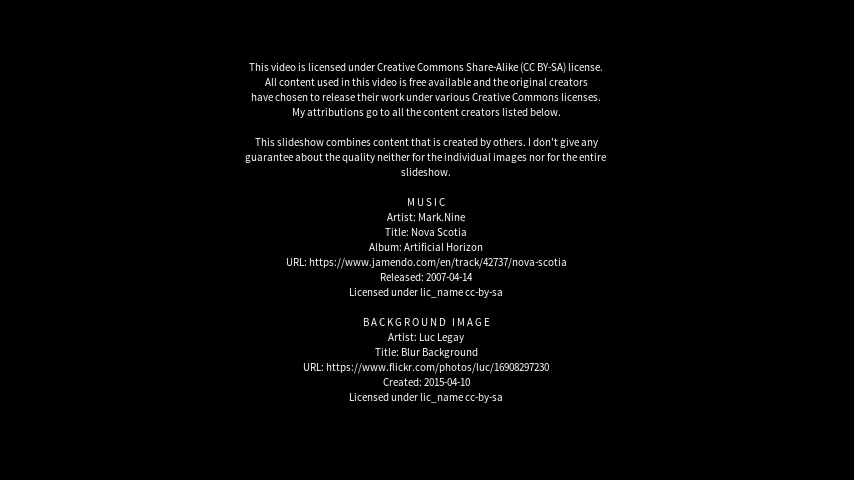 This video is licensed under Creative Commons Share-Alike (CC BY-SA) license.
All content used in this video is free available and the original creators
have chosen to release their work under various Creative Commons licenses.
My attributions go to all the content creators listed below.
This slideshow combines content that is created by others. I don't give any
guarantee about the quality neither for the individual images nor for the entire
slideshow.
MUSIC
Artist: Mark.Nine
Title: Nova Scotia
Album: Artificial Horizon
URL: https://www.jamendo.com/en/track/42737/nova-scotia
Released: 2007-04-14
Licensed under lic_name cc-by-sa
BACKGROUND IMAGE
Artist: Luc Legay
Title: Blur Background
URL: https://www.flickr.com/photos/luc/16908297230
Created: 2015-04-10
Licensed under lic_name cc-by-sa